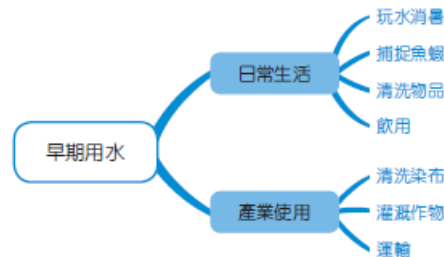 早期用水
日常生活
玩水消暑
捕捉魚蝦
清洗物品
飲用
產業使用
清洗染布
灌溉作物
運輸